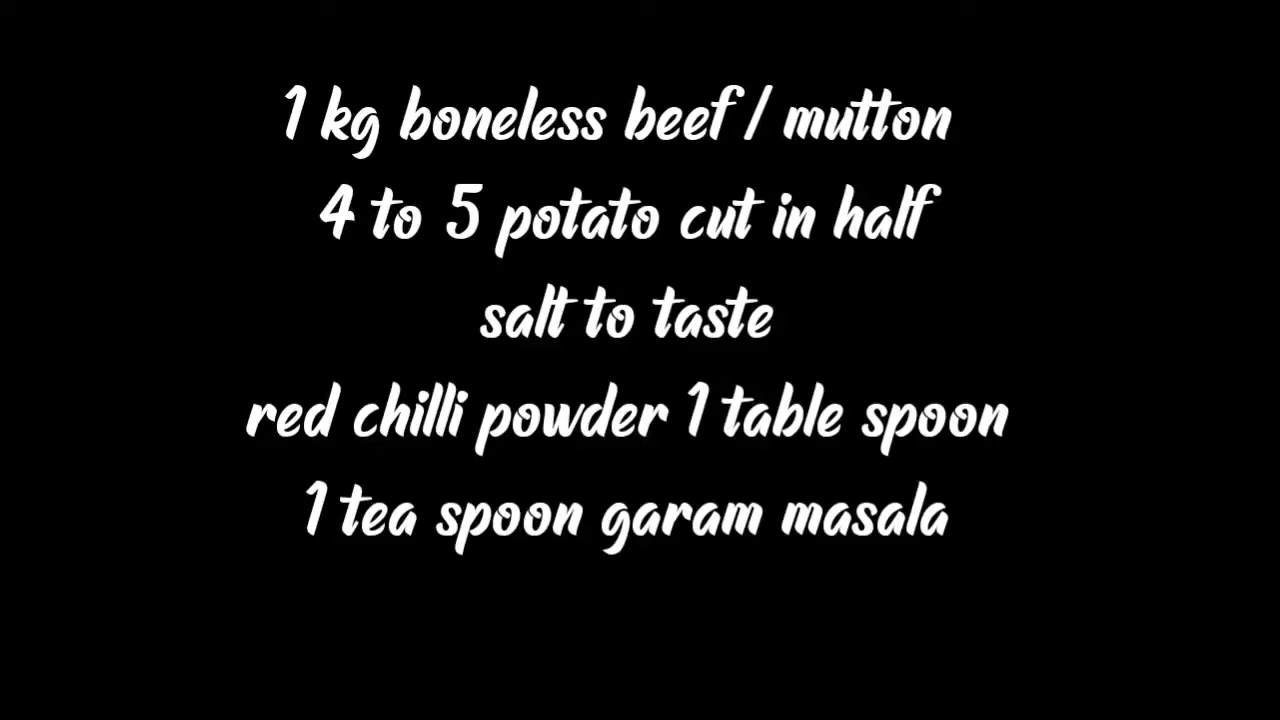 1 kg boneless beef / mutton
4 to 5 potato cut in half
salt to taste
red chilli powder 1 table spoon
1 tea spoon garam masala